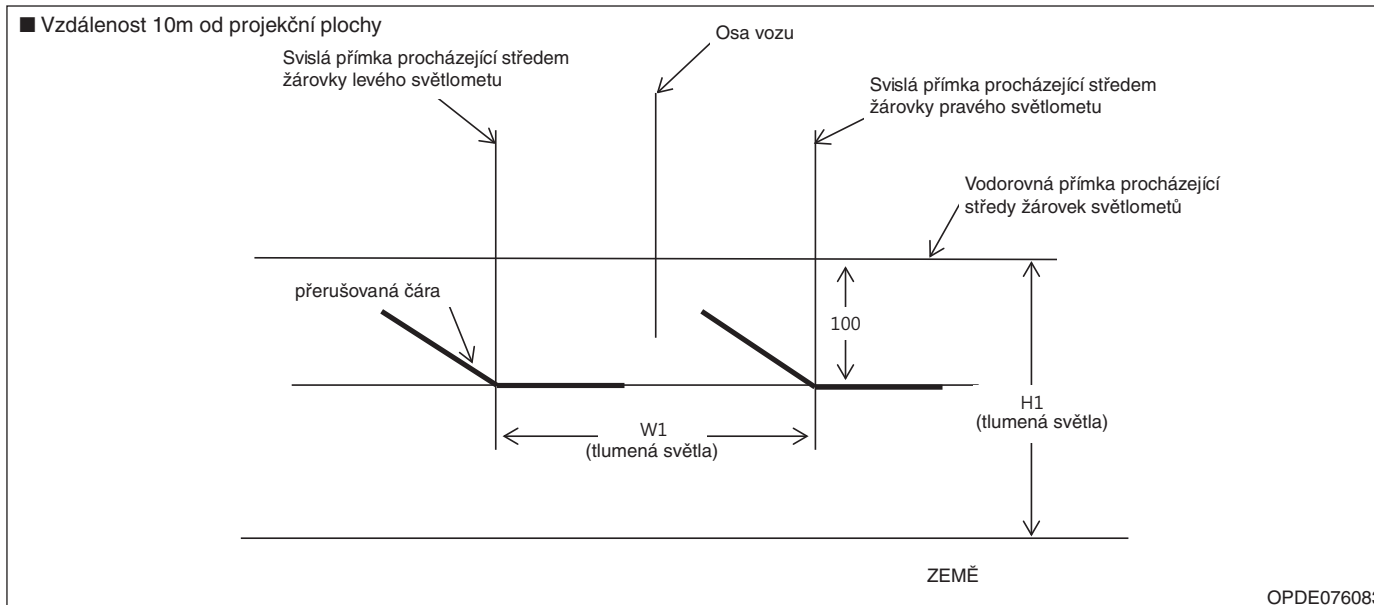 ■ Vzdálenost 10m od projekční plochy
Osa vozu
Svislá přímka procházející středem
žárovky levého světlometu
Svislá přímka procházející středem
žárovky pravého světlometu
Vodorovná přímka procházející
středy žárovek světlometů
přerušovaná čára
100
H1
(tlumená světla)
W1
(tlumená světla)
ZEMĚ
OPDE076083